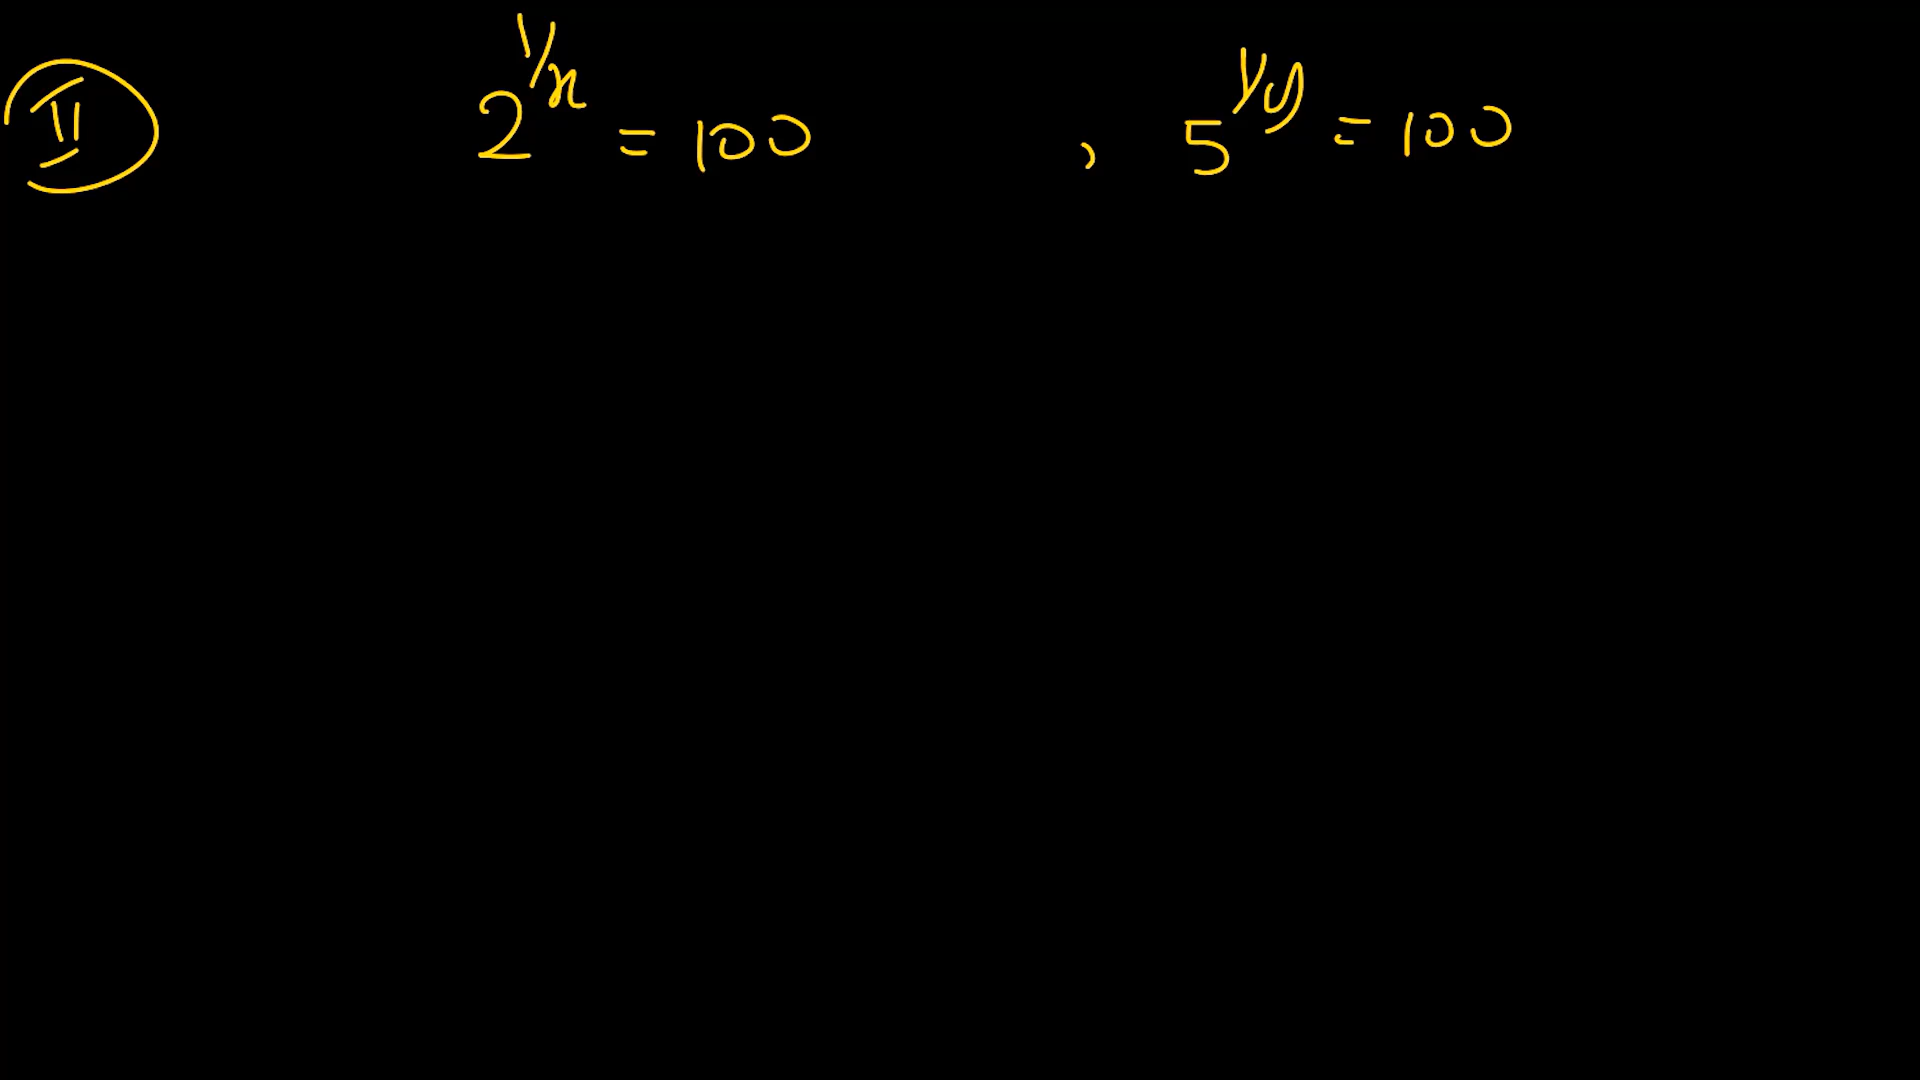 II 2^{1/x} = 100 , 5^{1/y} = 100